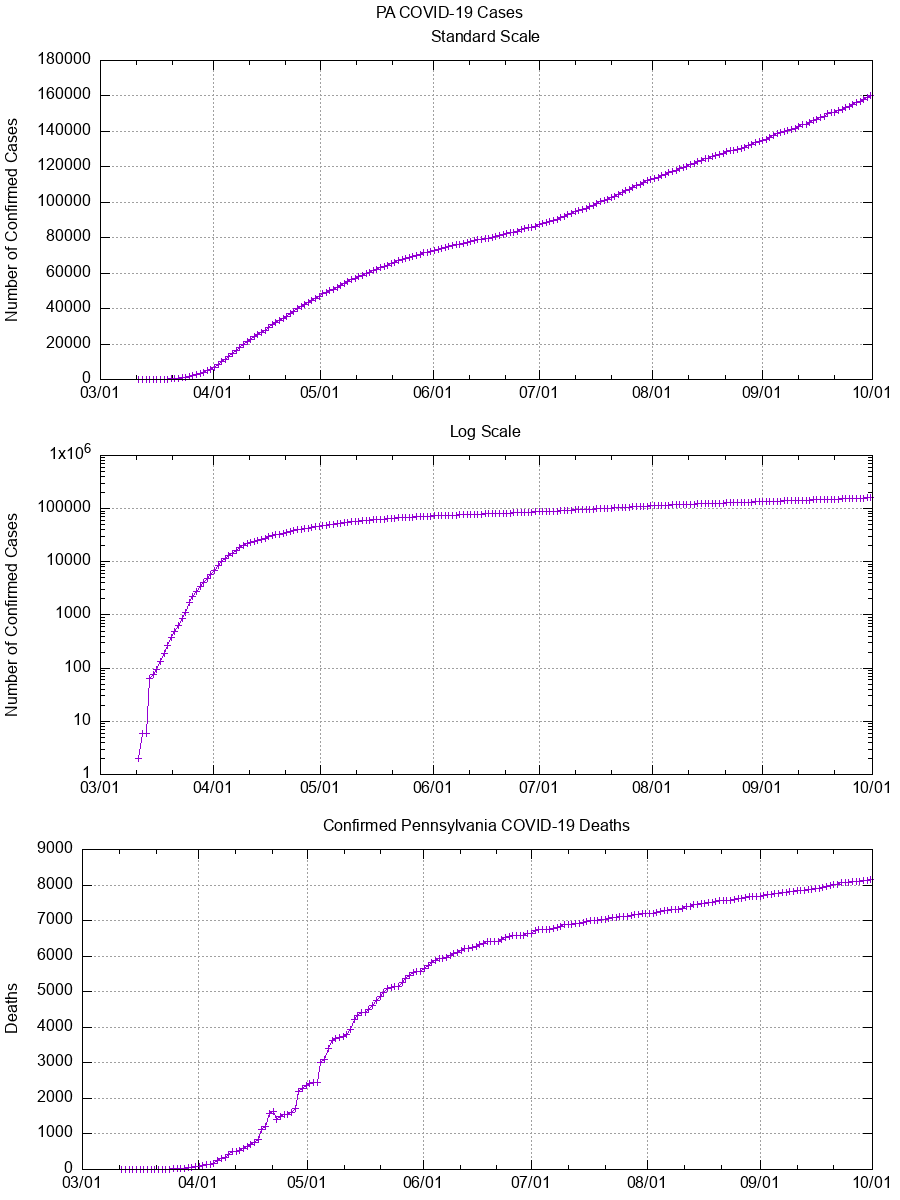 PA COVID-19 Cases
Standard Scale
Number of Confirmed Cases
180000
160000
140000
120000
100000
80000
60000
40000
20000
0
03/01 04/01 05/01 06/01 07/01 08/01 09/01 10/01
Log Scale
Number of Confirmed Cases
1x10⁶
100000
10000
1000
100
10
1
03/01 04/01 05/01 06/01 07/01 08/01 09/01 10/01
Confirmed Pennsylvania COVID-19 Deaths
Deaths
9000
8000
7000
6000
5000
4000
3000
2000
1000
0
03/01 04/01 05/01 06/01 07/01 08/01 09/01 10/01